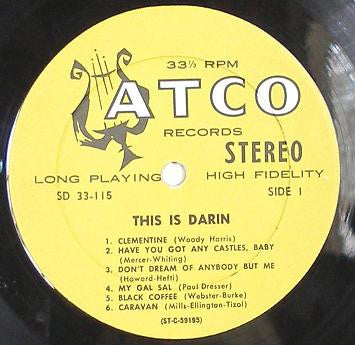 33⅓ RPM
ATCO
RECORDS
STEREO
LONG PLAYING HIGH FIDELITY
SD 33-115 SIDE 1
THIS IS DARIN
1. CLEMENTINE (Woody Harris)
2. HAVE YOU GOT ANY CASTLES, BABY
(Mercer-Whiting)
3. DON'T DREAM OF ANYBODY BUT ME
(Howard-Hefti)
4. MY GAL SAL (Paul Dresser)
5. BLACK COFFEE (Webster-Burke)
6. CARAVAN (Mills-Ellington-Tizol)
(ST-C-59195)